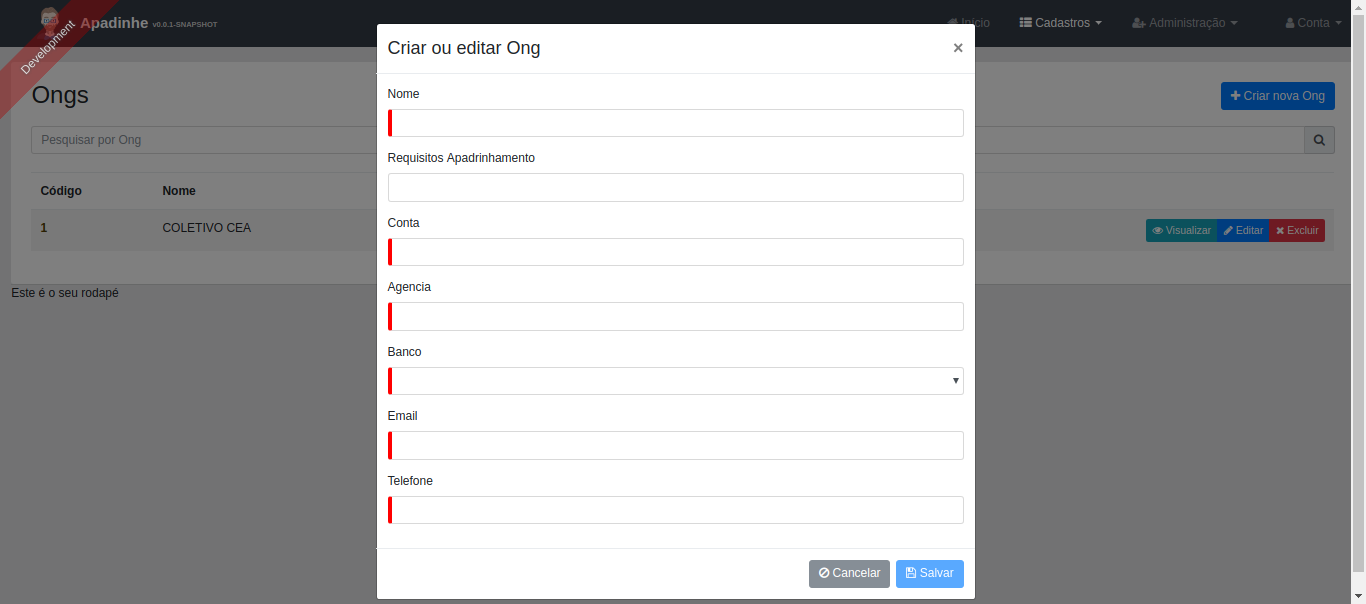 Development
Apadinhe v0.0.1-SNAPSHOT
Início
Cadastros
Administração
Conta
Ongs
Criar nova Ong
Pesquisar por Ong
Código Nome
1 COLETIVO CEA
Visualizar Editar Excluir
Este é o seu rodapé
Criar ou editar Ong ×
Nome
Requisitos Apadrinhamento
Conta
Agencia
Banco
Email
Telefone
Cancelar Salvar